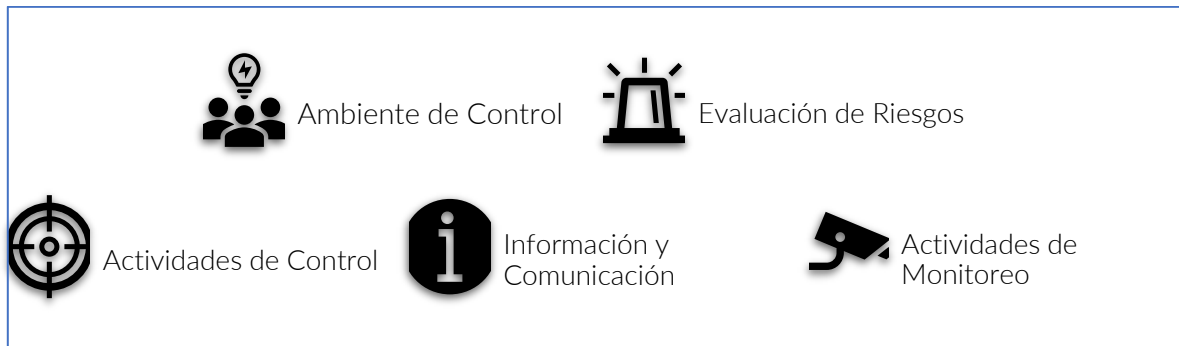 Ambiente de Control
Evaluación de Riesgos
Actividades de Control
Información y
Comunicación
Actividades de
Monitoreo